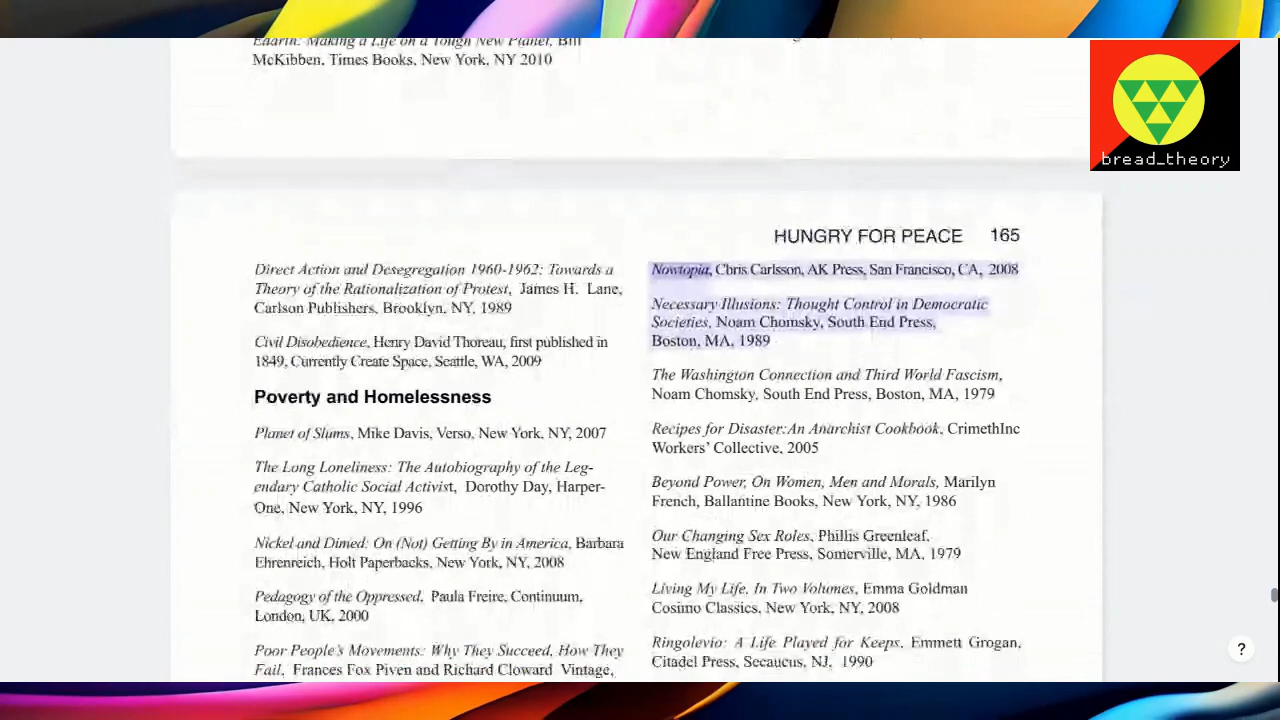 Eaarth: Making a Life on a Tough New Planet, Bill
McKibben, Times Books, New York, NY 2010
bread_theory
HUNGRY FOR PEACE 165
Direct Action and Desegregation 1960-1962: Towards a
Theory of the Rationalization of Protest, James H. Lane,
Carlson Publishers, Brooklyn, NY, 1989
Civil Disobedience, Henry David Thoreau, first published in
1849, Currently Create Space, Seattle, WA, 2009
Poverty and Homelessness
Planet of Slums, Mike Davis, Verso, New York, NY, 2007
The Long Loneliness: The Autobiography of the Leg-
endary Catholic Social Activist, Dorothy Day, Harper-
One, New York, NY, 1996
Nickel and Dimed: On (Not) Getting By in America, Barbara
Ehrenreich, Holt Paperbacks, New York, NY, 2008
Pedagogy of the Oppressed, Paula Freire, Continuum,
London, UK, 2000
Poor People's Movements: Why They Succeed, How They
Fail, Frances Fox Piven and Richard Cloward Vintage,
Nowtopia, Chris Carlsson, AK Press, San Francisco, CA, 2008
Necessary Illusions: Thought Control in Democratic
Societies, Noam Chomsky, South End Press,
Boston, MA, 1989
The Washington Connection and Third World Fascism,
Noam Chomsky, South End Press, Boston, MA, 1979
Recipes for Disaster:An Anarchist Cookbook, CrimethInc
Workers' Collective, 2005
Beyond Power, On Women, Men and Morals, Marilyn
French, Ballantine Books, New York, NY, 1986
Our Changing Sex Roles, Phillis Greenleaf,
New England Free Press, Somerville, MA, 1979
Living My Life, In Two Volumes, Emma Goldman
Cosimo Classics, New York, NY, 2008
Ringolevio: A Life Played for Keeps, Emmett Grogan,
Citadel Press, Secaucus, NJ, 1990
?